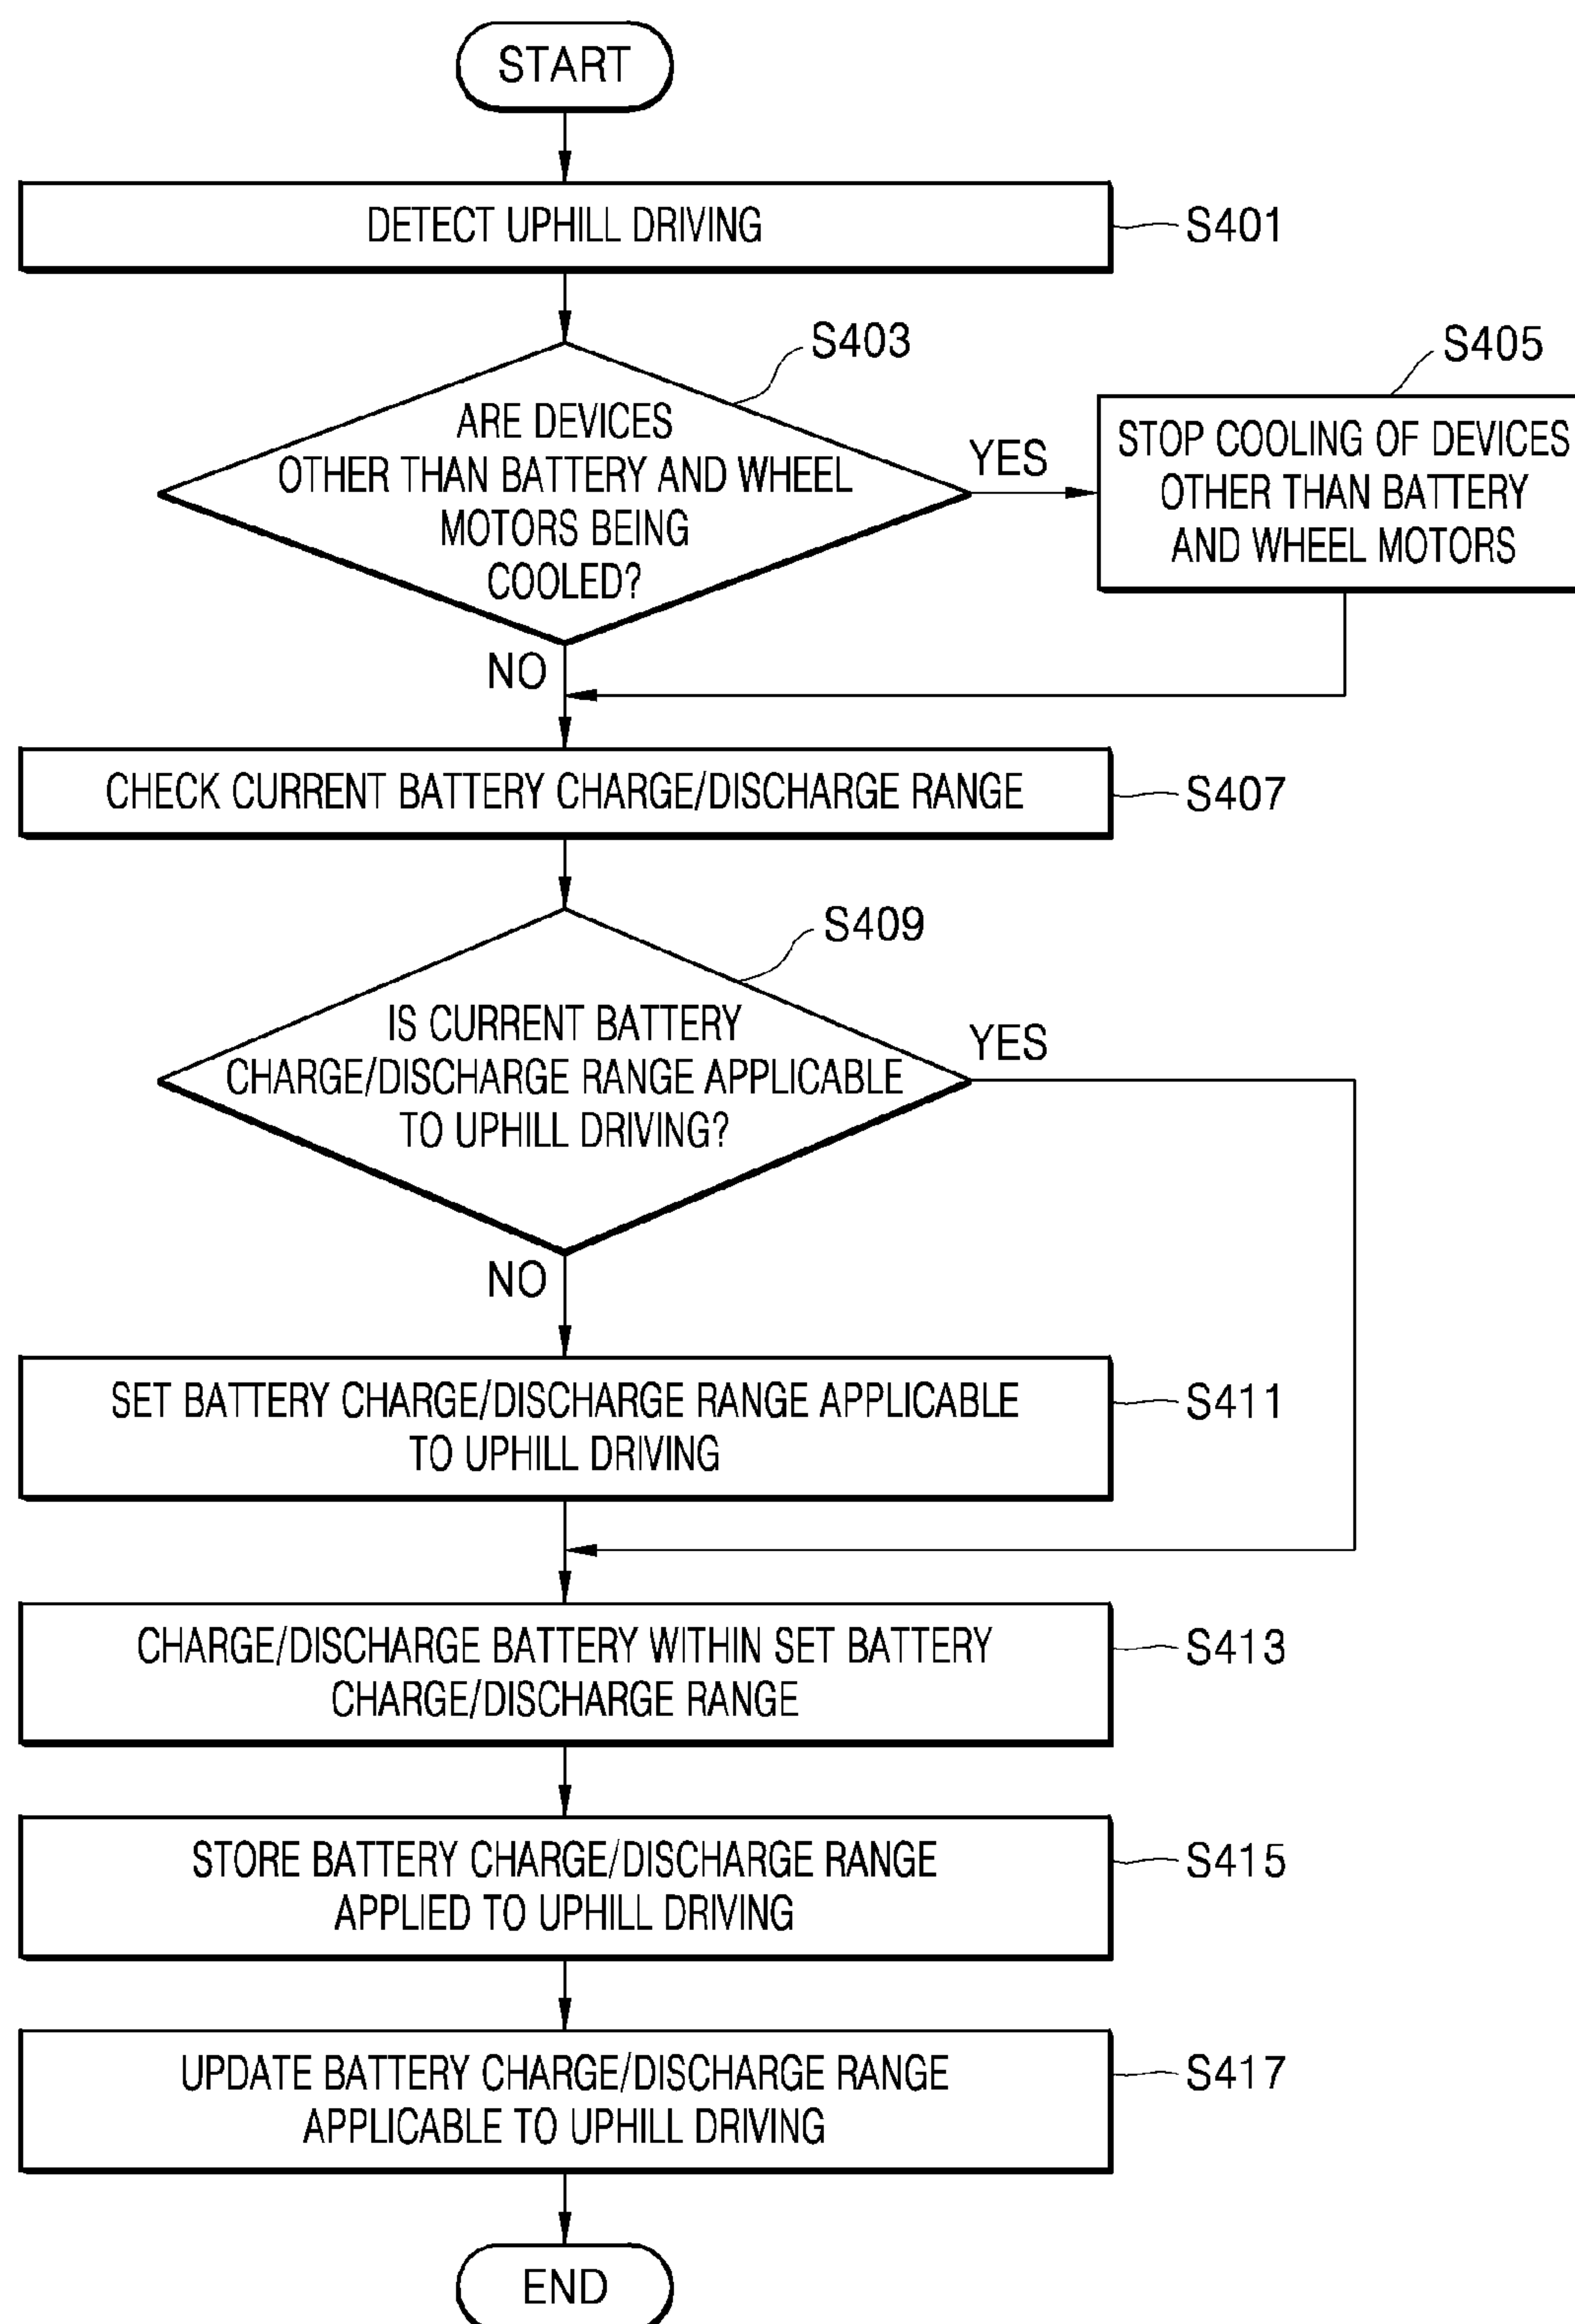 START
DETECT UPHILL DRIVING
S401
S403
ARE DEVICES
OTHER THAN BATTERY AND WHEEL
MOTORS BEING
COOLED?
YES
S405
STOP COOLING OF DEVICES
OTHER THAN BATTERY
AND WHEEL MOTORS
NO
CHECK CURRENT BATTERY CHARGE/DISCHARGE RANGE
S407
S409
IS CURRENT BATTERY
CHARGE/DISCHARGE RANGE APPLICABLE
TO UPHILL DRIVING?
YES
NO
SET BATTERY CHARGE/DISCHARGE RANGE APPLICABLE
TO UPHILL DRIVING
S411
CHARGE/DISCHARGE BATTERY WITHIN SET BATTERY
CHARGE/DISCHARGE RANGE
S413
STORE BATTERY CHARGE/DISCHARGE RANGE
APPLIED TO UPHILL DRIVING
S415
UPDATE BATTERY CHARGE/DISCHARGE RANGE
APPLICABLE TO UPHILL DRIVING
S417
END